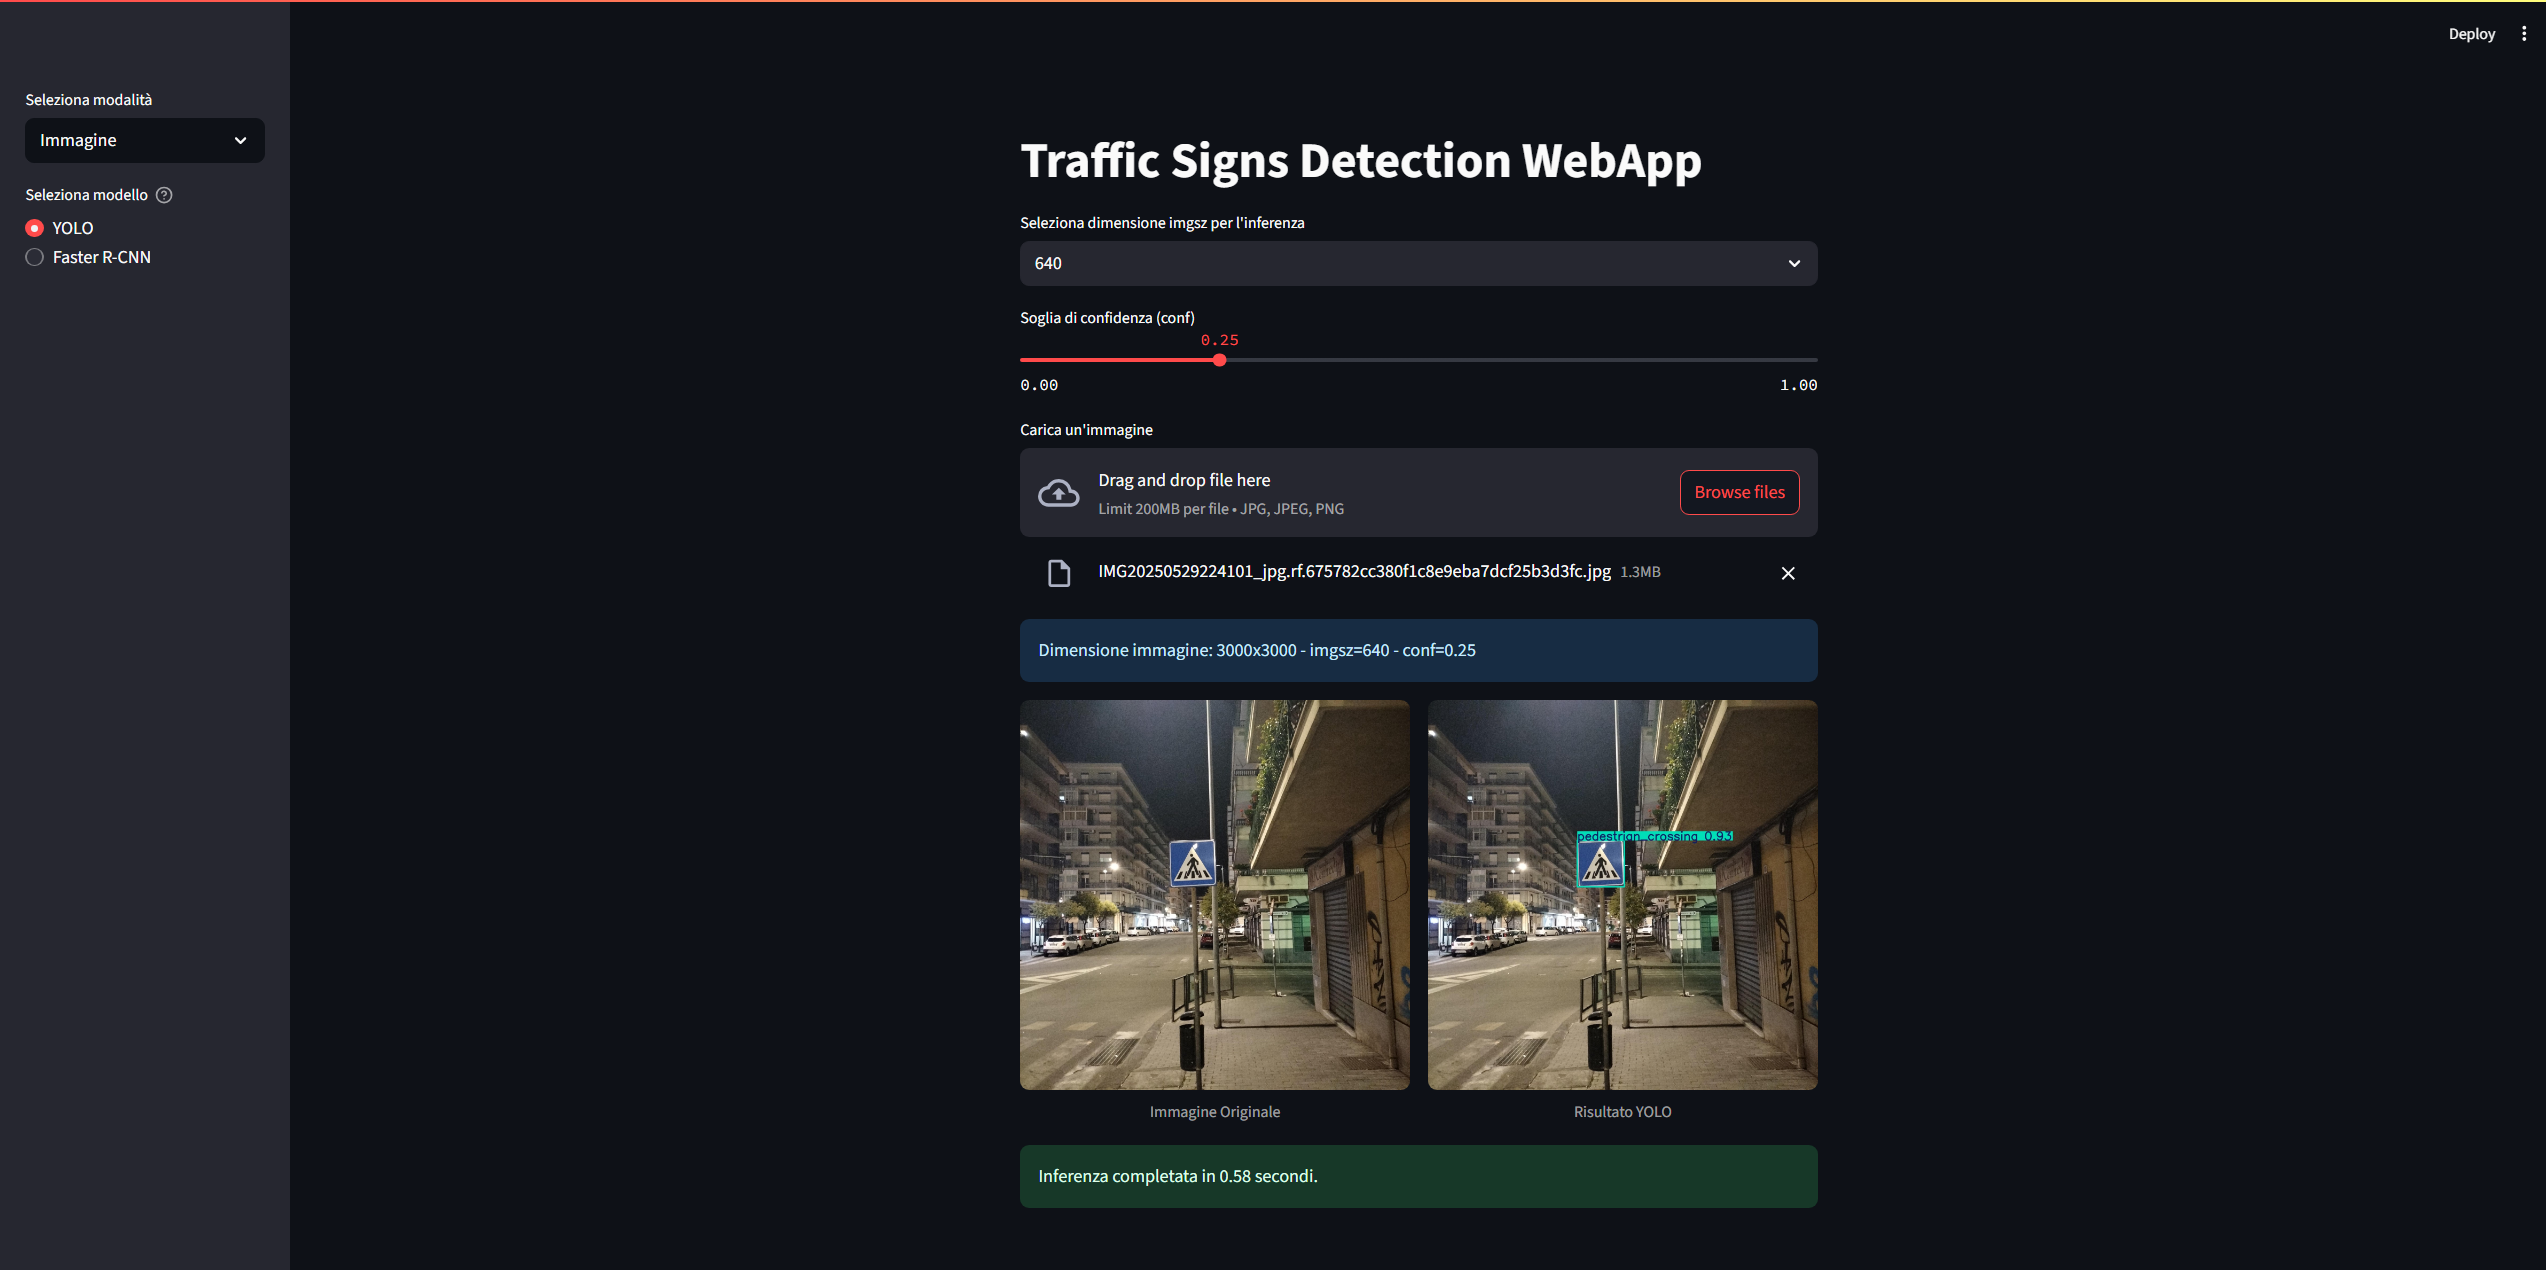 Deploy
Seleziona modalità
Immagine
Seleziona modello
YOLO
Faster R-CNN
Traffic Signs Detection WebApp
Seleziona dimensione imgsz per l'inferenza
640
Soglia di confidenza (conf)
0.25
0.00 1.00
Carica un'immagine
Drag and drop file here
Limit 200MB per file • JPG, JPEG, PNG
Browse files
IMG20250529224101_jpg.rf.675782cc380f1c8e9eba7dcf25b3d3fc.jpg 1.3MB
Dimensione immagine: 3000x3000 - imgsz=640 - conf=0.25
pedestrian_crossing 0.93
Immagine Originale
Risultato YOLO
Inferenza completata in 0.58 secondi.